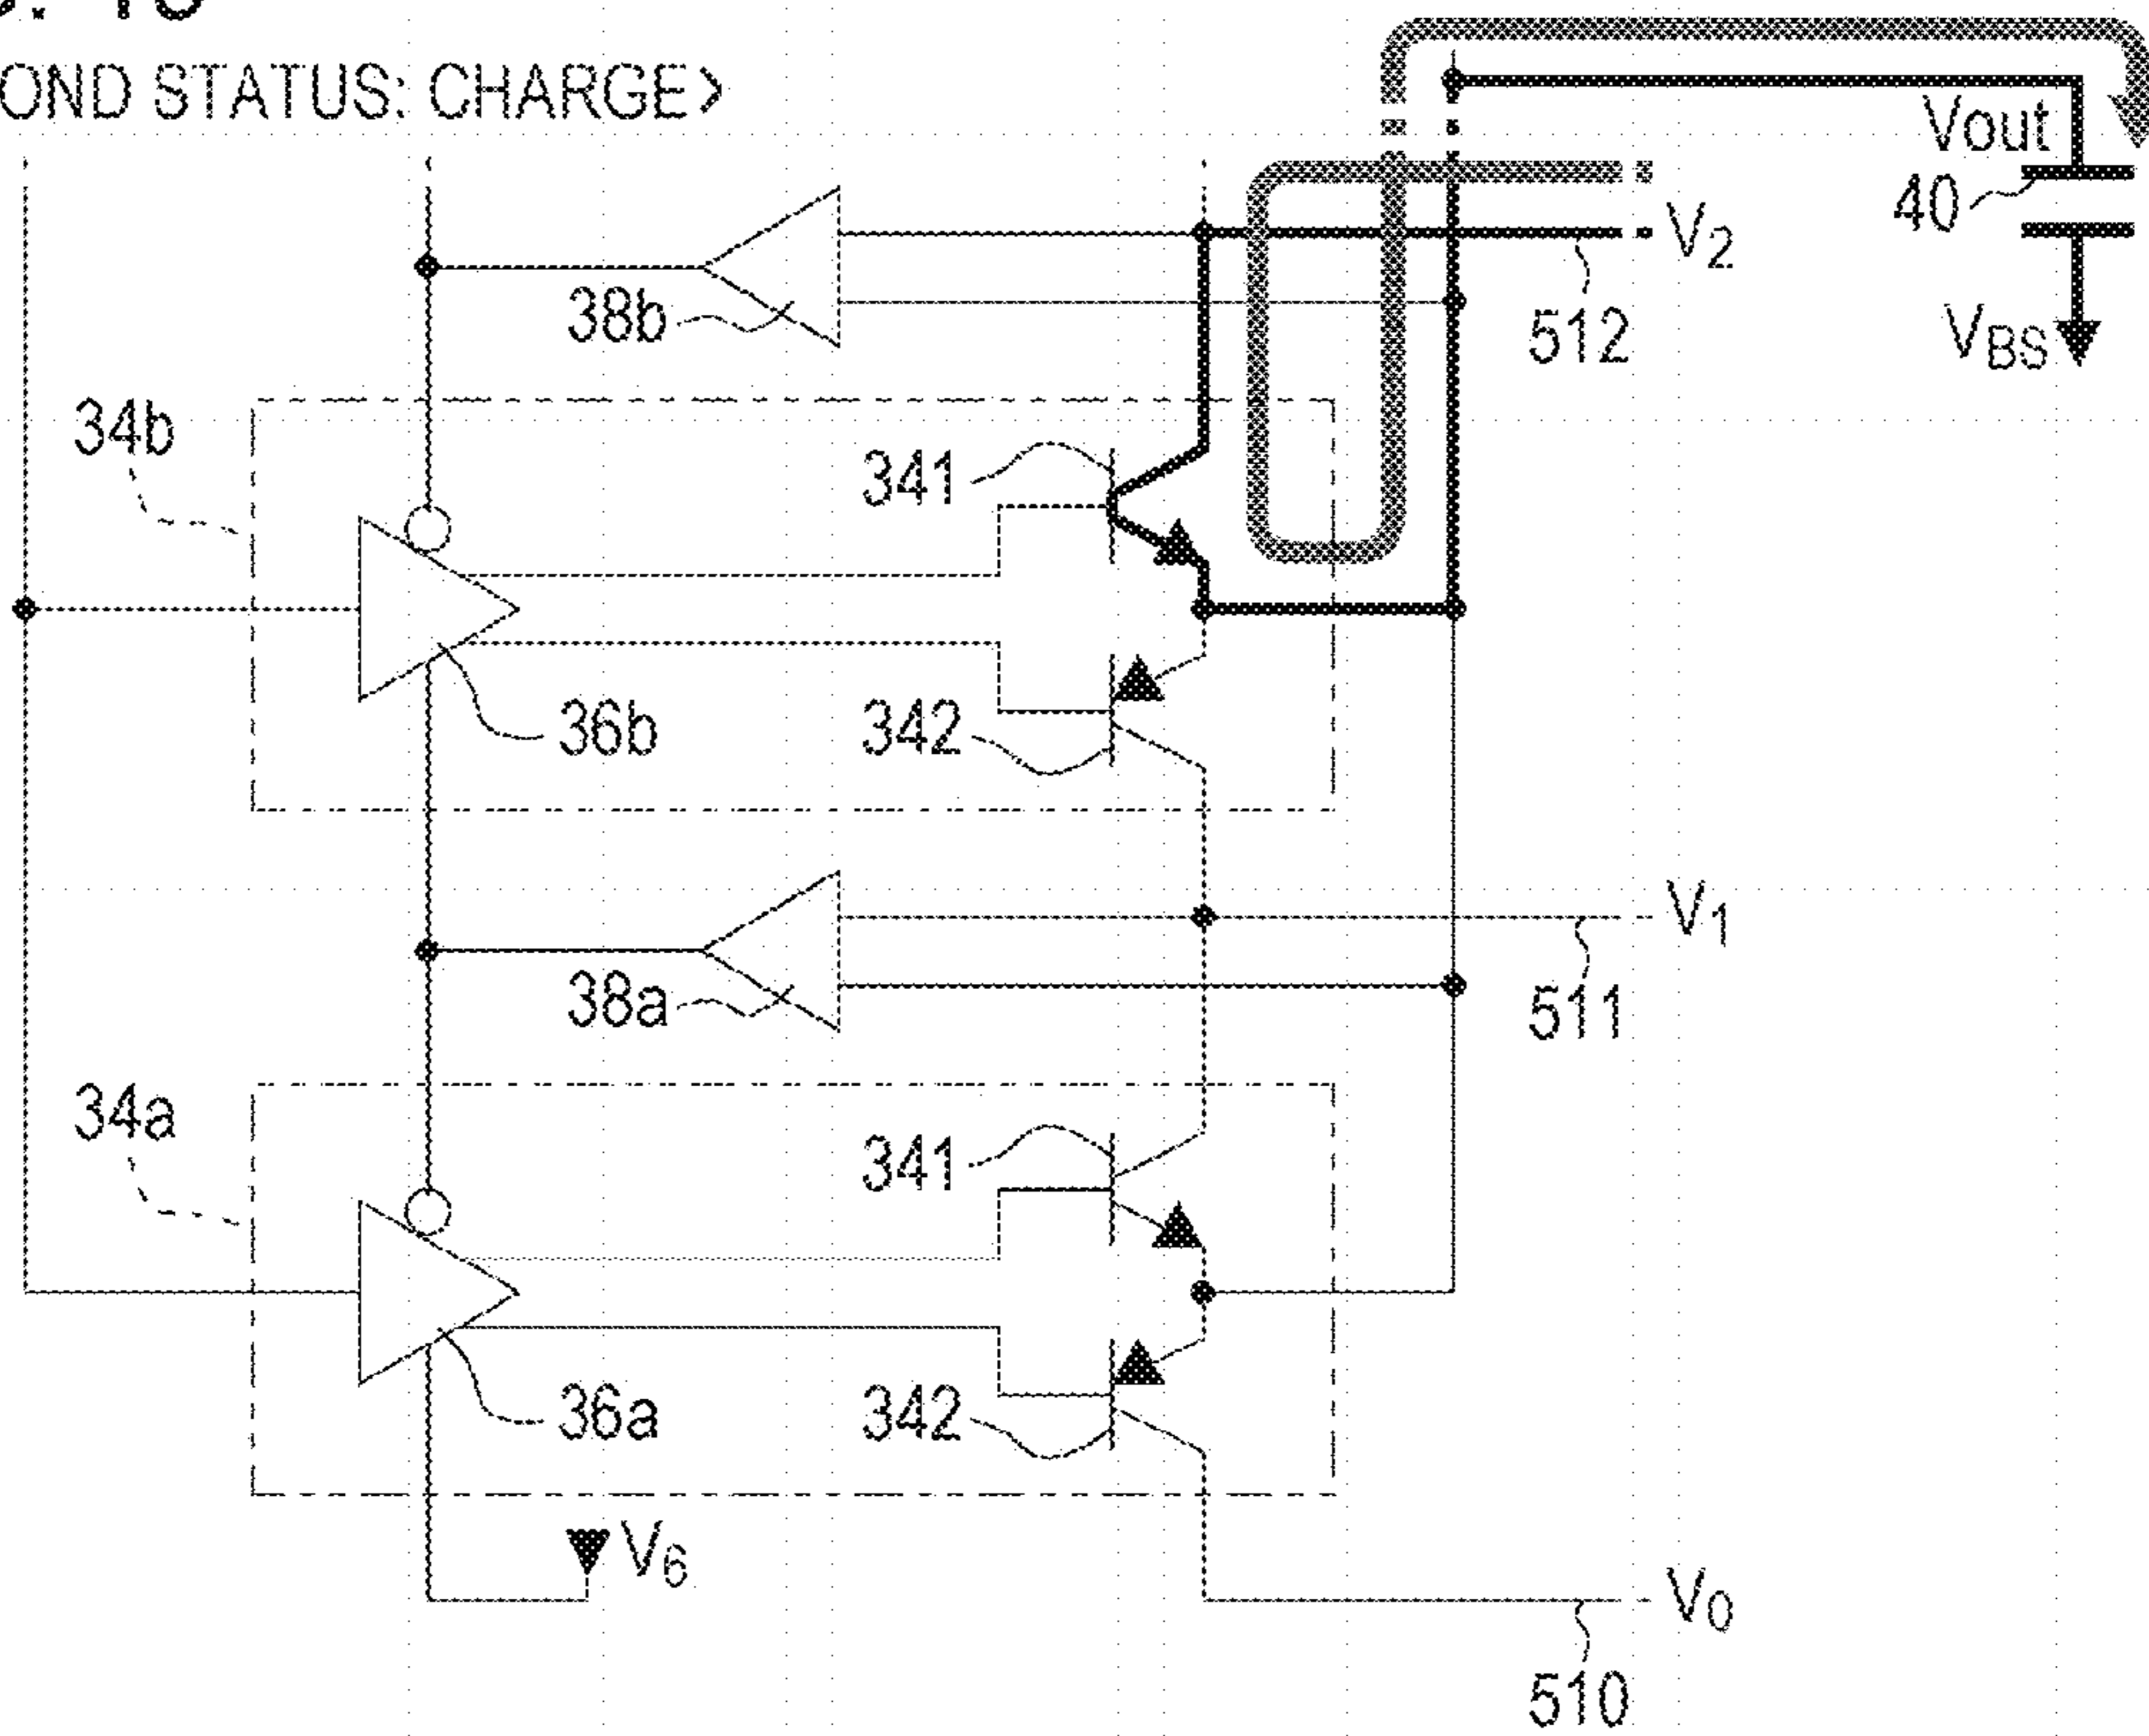 OND STATUS: CHARGE>
Vout
40
V2
38b
512
VBS
34b
341
36b
342
V1
38a
511
34a
341
36a
342
V6
V0
510